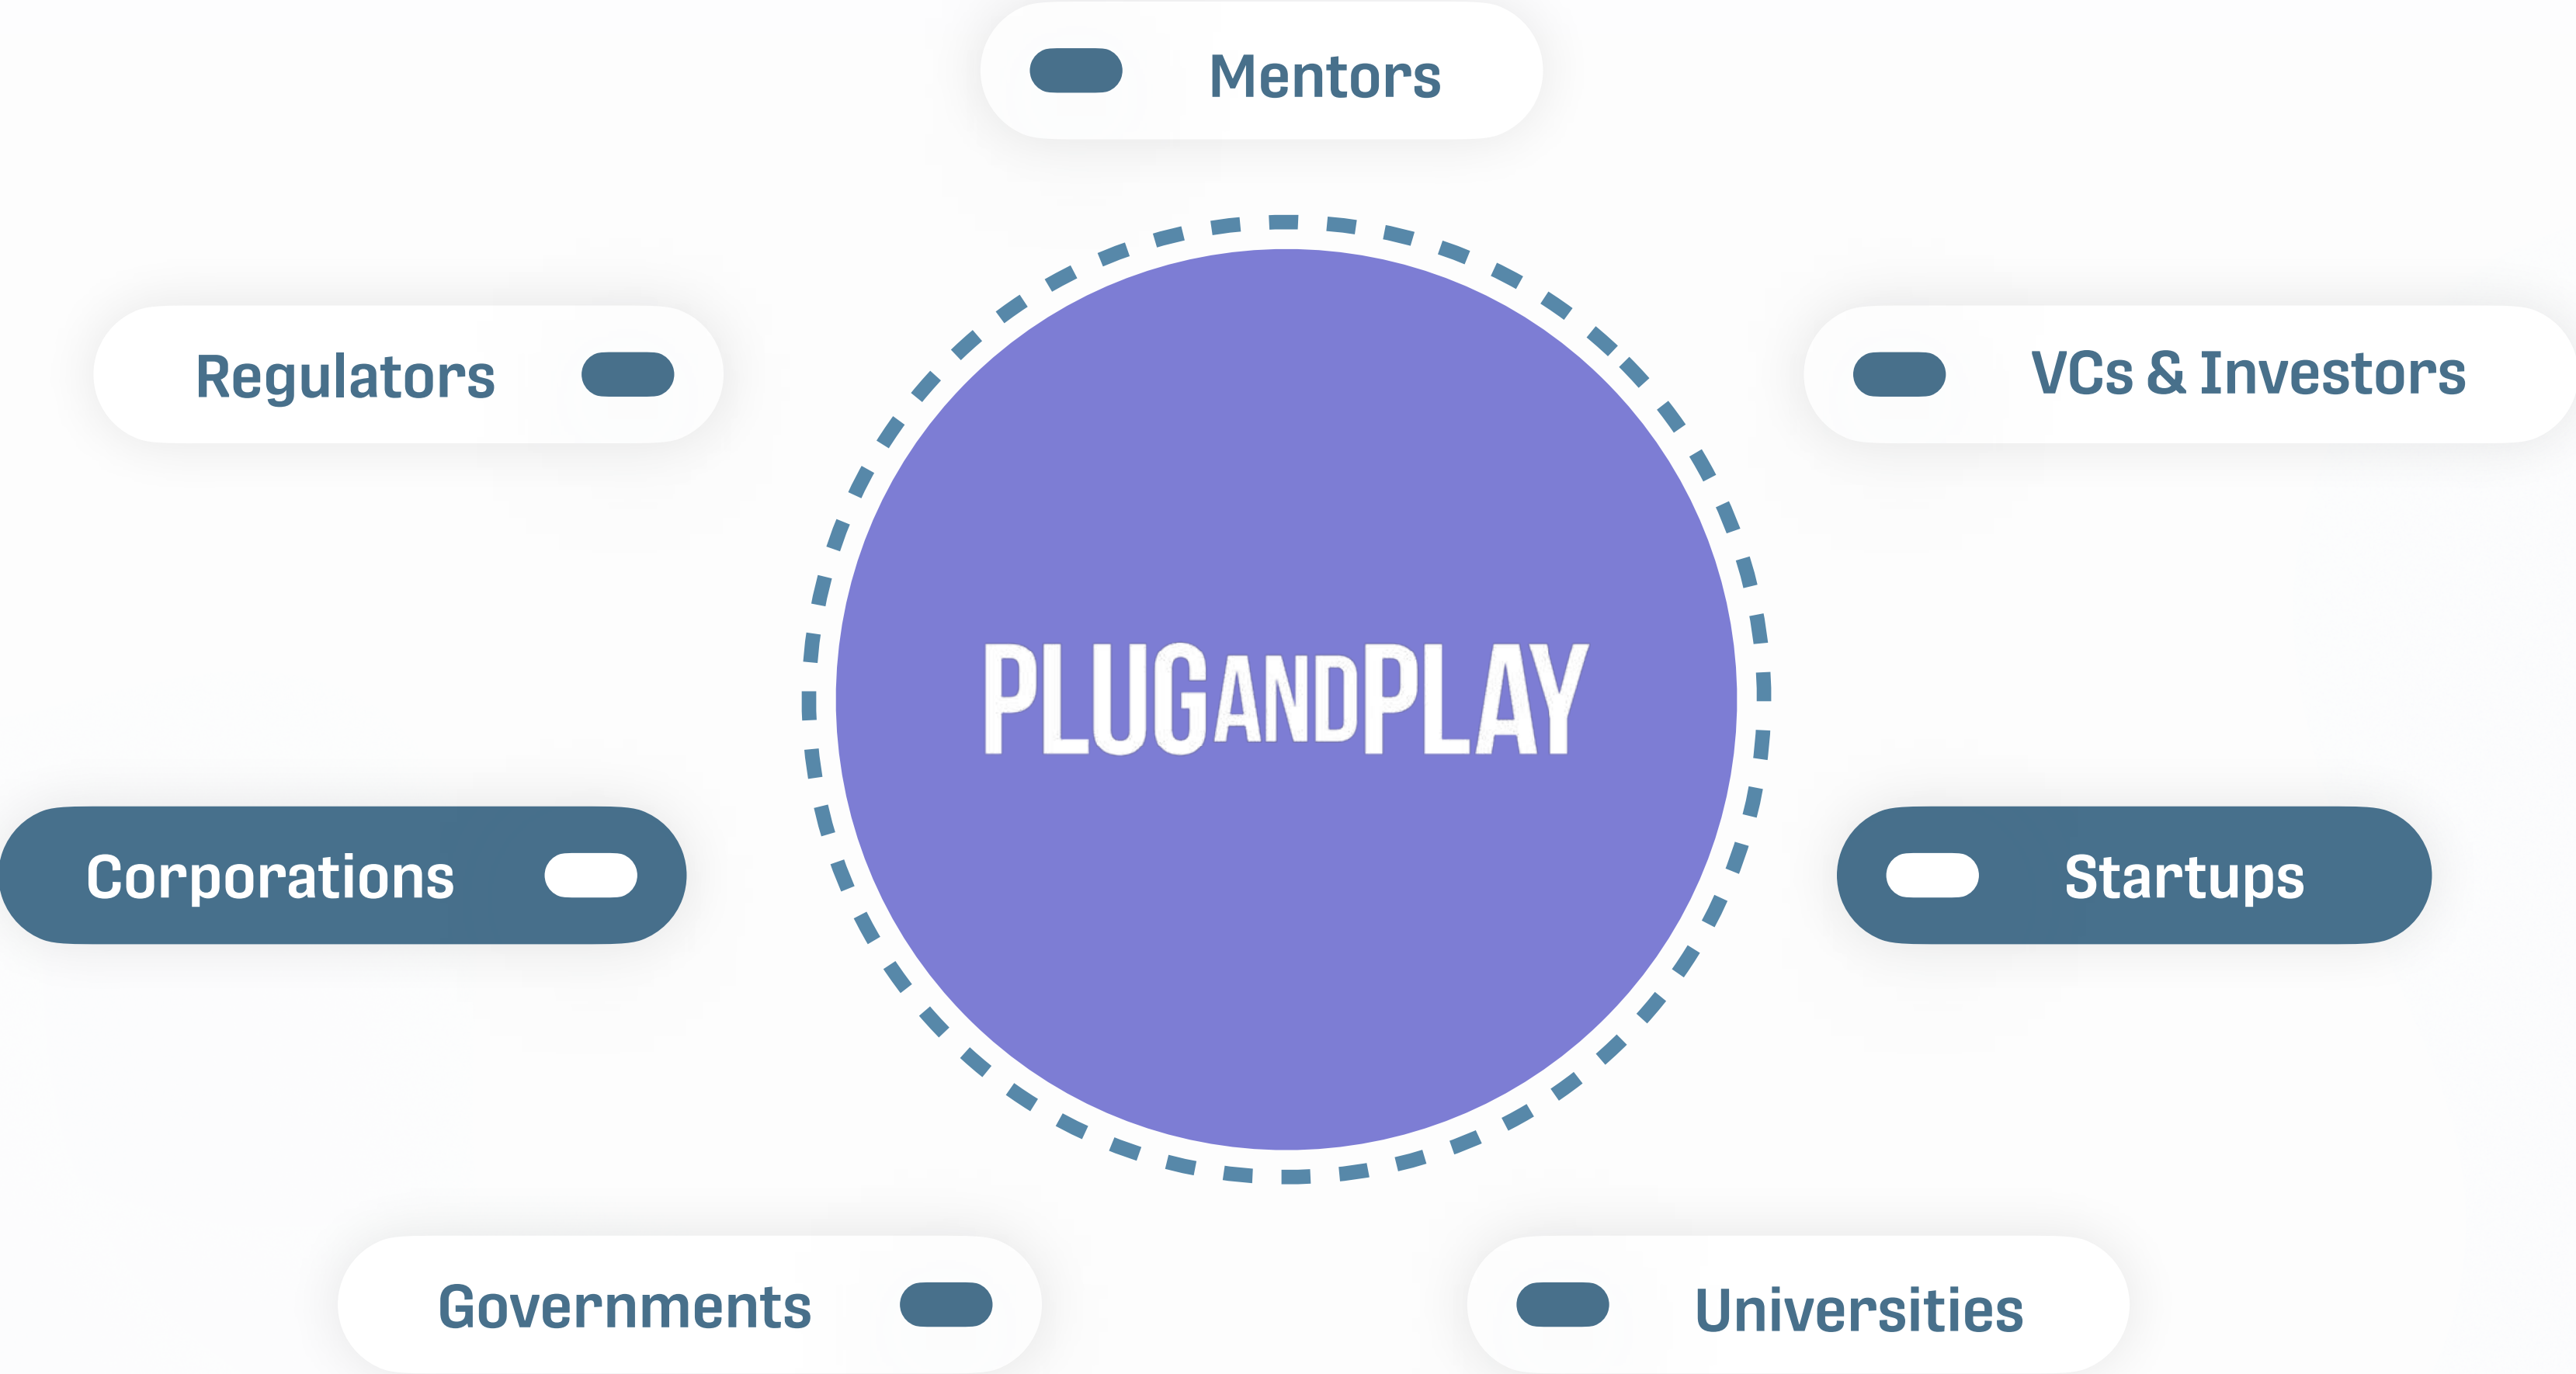 Mentors
Regulators
VCs & Investors
PLUGANDPLAY
Corporations
Startups
Governments
Universities